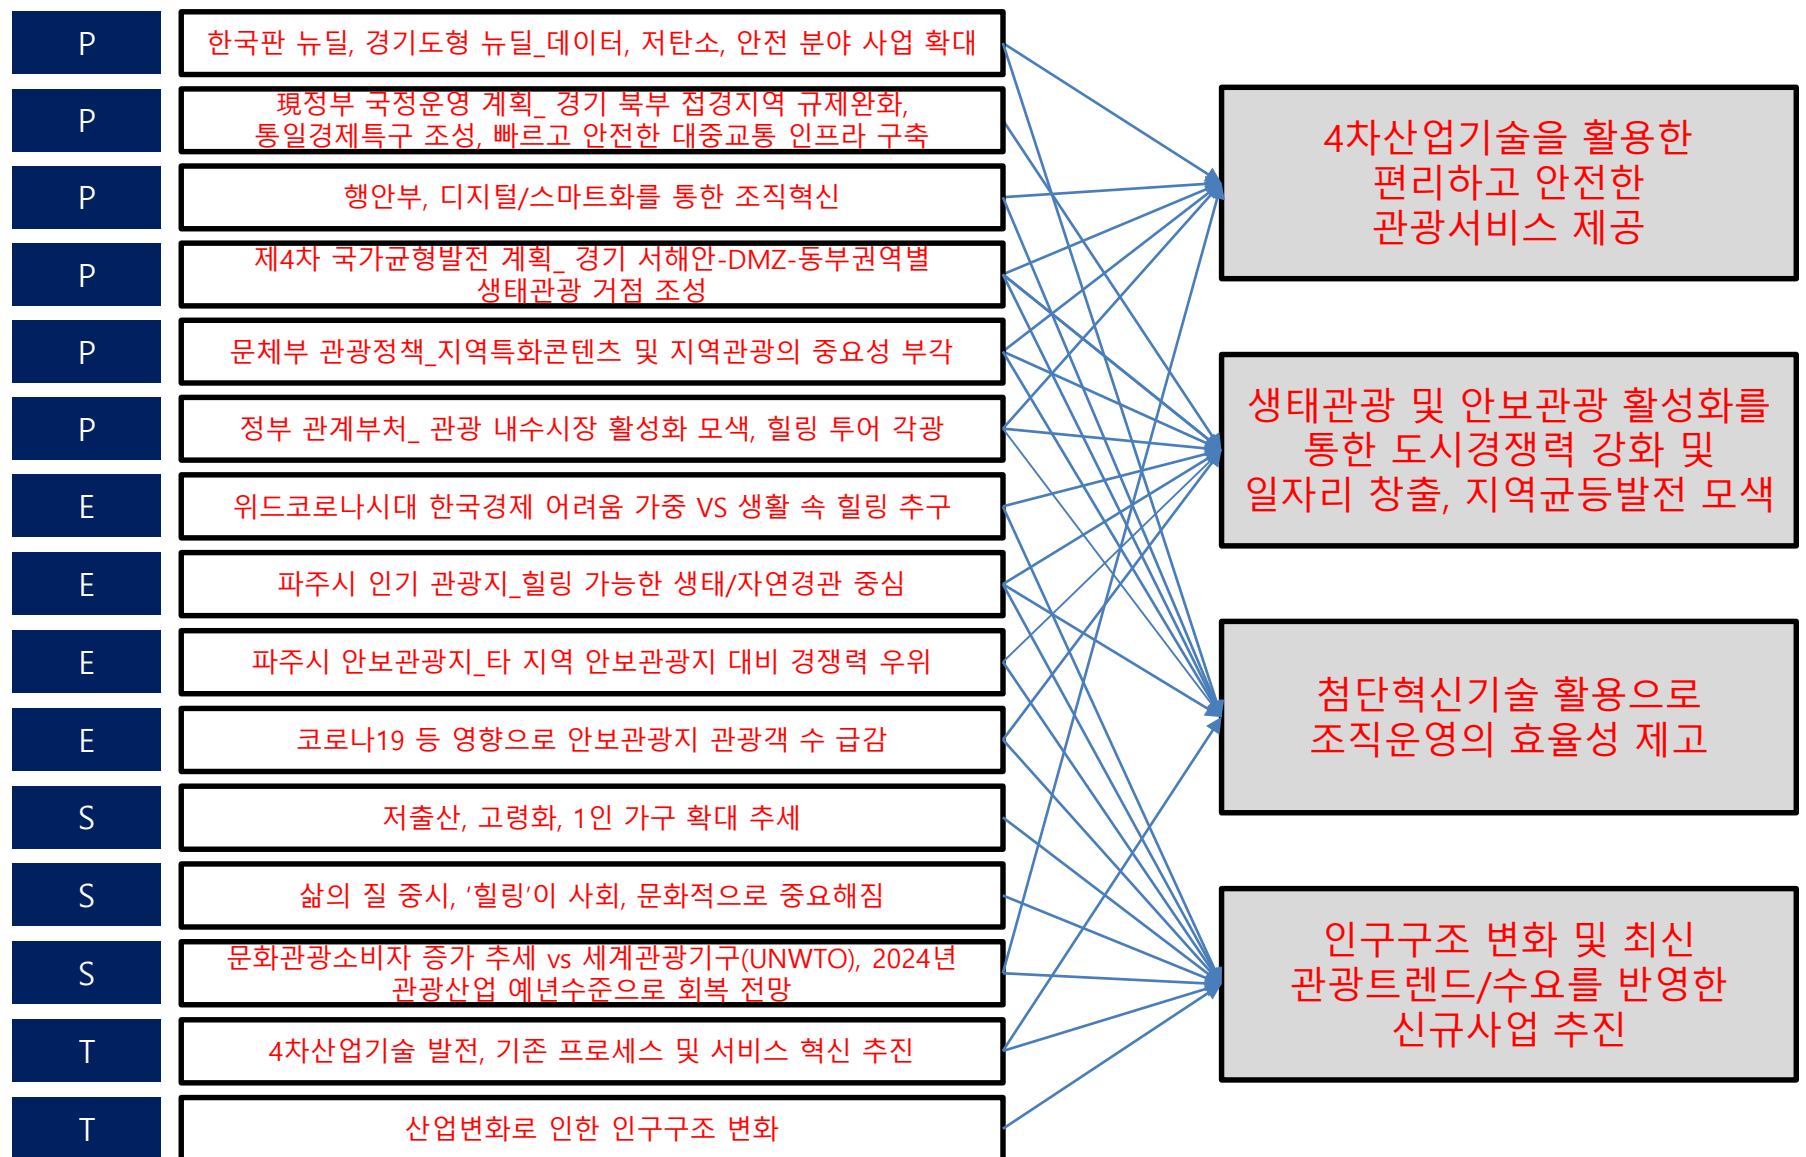 P
한국판 뉴딜, 경기도형 뉴딜_데이터, 저탄소, 안전 분야 사업 확대
P
現정부 국정운영 계획_ 경기 북부 접경지역 규제완화,
통일경제특구 조성, 빠르고 안전한 대중교통 인프라 구축
P
행안부, 디지털/스마트화를 통한 조직혁신
P
제4차 국가균형발전 계획_ 경기 서해안-DMZ-동부권역별
생태관광 거점 조성
P
문체부 관광정책_지역특화콘텐츠 및 지역관광의 중요성 부각
P
정부 관계부처_ 관광 내수시장 활성화 모색, 힐링 투어 각광
E
위드코로나시대 한국경제 어려움 가중 VS 생활 속 힐링 추구
E
파주시 인기 관광지_힐링 가능한 생태/자연경관 중심
E
파주시 안보관광지_타 지역 안보관광지 대비 경쟁력 우위
E
코로나19 등 영향으로 안보관광지 관광객 수 급감
S
저출산, 고령화, 1인 가구 확대 추세
S
삶의 질 중시, ‘힐링‘이 사회, 문화적으로 중요해짐
S
문화관광소비자 증가 추세 vs 세계관광기구(UNWTO), 2024년
관광산업 예년수준으로 회복 전망
T
4차산업기술 발전, 기존 프로세스 및 서비스 혁신 추진
T
산업변화로 인한 인구구조 변화
4차산업기술을 활용한
편리하고 안전한
관광서비스 제공
생태관광 및 안보관광 활성화를
통한 도시경쟁력 강화 및
일자리 창출, 지역균등발전 모색
첨단혁신기술 활용으로
조직운영의 효율성 제고
인구구조 변화 및 최신
관광트렌드/수요를 반영한
신규사업 추진